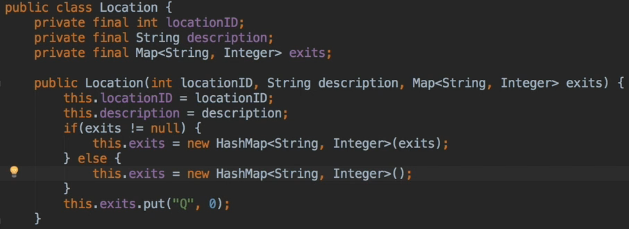 public class Location {
    private final int locationID;
    private final String description;
    private final Map<String, Integer> exits;

    public Location(int locationID, String description, Map<String, Integer> exits) {
        this.locationID = locationID;
        this.description = description;
        if(exits != null) {
            this.exits = new HashMap<String, Integer>(exits);
        } else {
            this.exits = new HashMap<String, Integer>();
        }
        this.exits.put("Q", 0);
    }